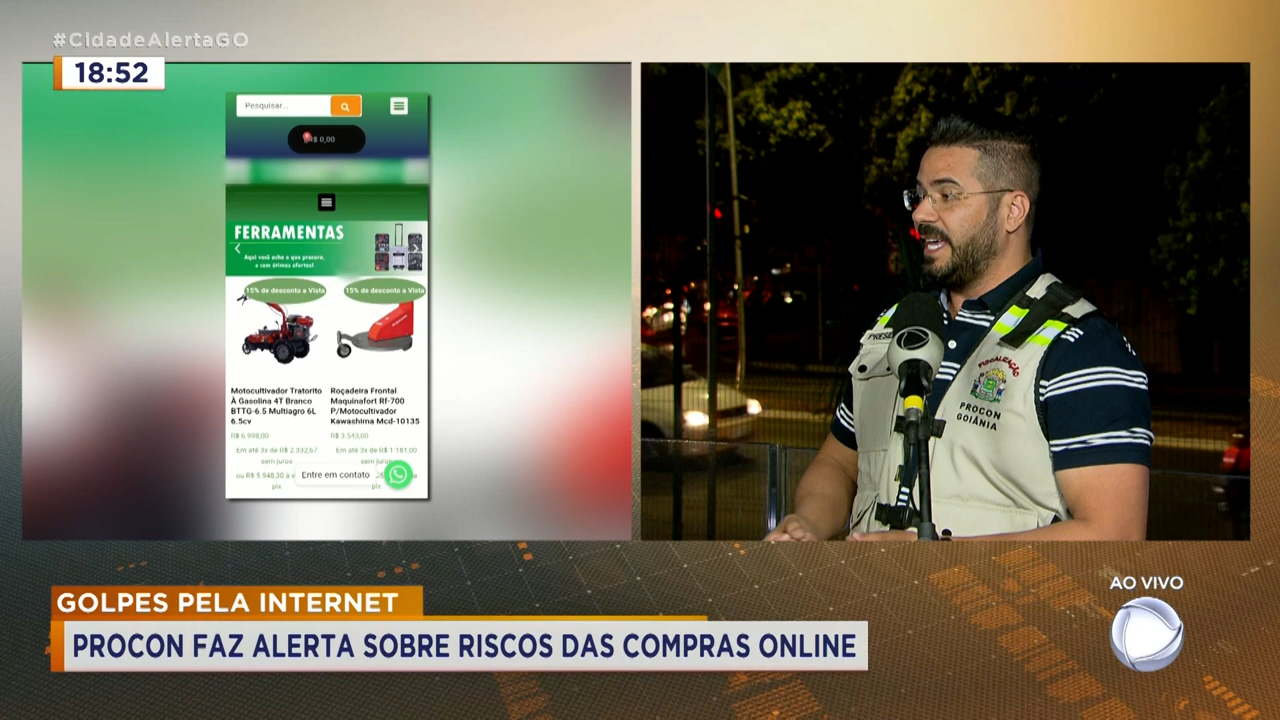 #CidadeAlertaGO
18:52
Pesquisar...
R$ 0,00
FERRAMENTAS
Aqui você acha o que procura,
e com ótimas ofertas!
15% de desconto a Vista
15% de desconto a Vista
Motocultivador Tratorito
À Gasolina 4T Branco
BTTG-6.5 Multiagro 6L
6.5cv
R$ 6.998,00
Em até 3x de R$ 2.332,67
sem juros
ou R$ 5.948,30 a v
pix
Roçadeira Frontal
Maquinafort Rf-700
P/Motocultivador
Kawashima Mcd-10135
R$ 3.543,00
Em até 3x de R$ 1.181,00
sem juros
pix
Entre em contato
FISCALIZAÇÃO
PROCON
GOIÂNIA
GOLPES PELA INTERNET
PROCON FAZ ALERTA SOBRE RISCOS DAS COMPRAS ONLINE
AO VIVO